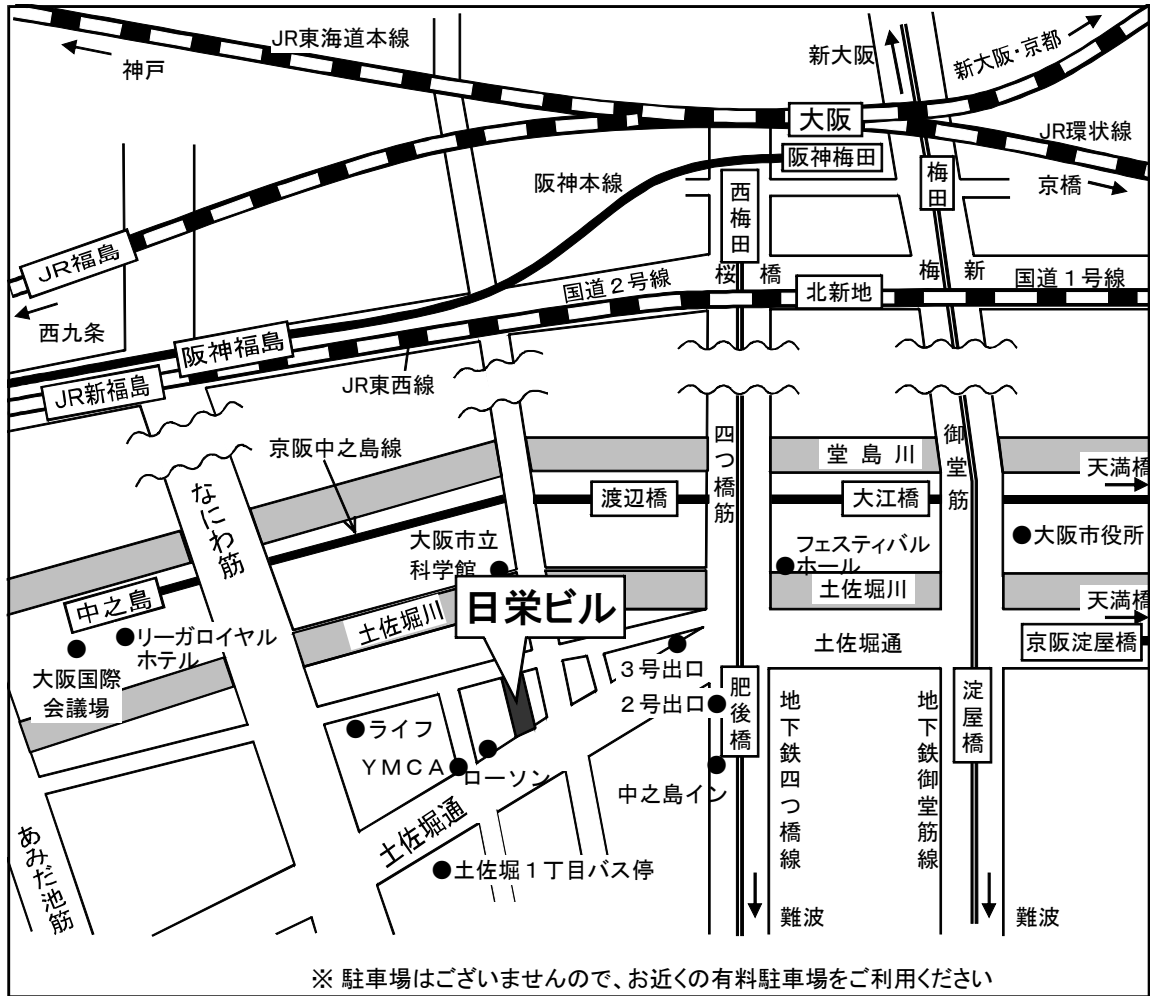 JR東海道本線
神戸
新大阪
新大阪・京都
大阪
JR環状線
京橋
阪神梅田
阪神本線
西梅田
梅田
JR福島
西九条
桜橋
梅新
国道2号線
北新地
国道1号線
阪神福島
JR新福島
JR東西線
京阪中之島線
なにわ筋
四つ橋筋
堂島川
御堂筋
天満橋
渡辺橋
大江橋
大阪市立
科学館
フェスティバル
ホール
大阪市役所
中之島
リーガロイヤル
ホテル
大阪国際
会議場
土佐堀川
日栄ビル
土佐堀川
天満橋
土佐堀通
京阪淀屋橋
3号出口
2号出口
肥後橋
淀屋橋
地下鉄四つ橋線
地下鉄御堂筋線
ライフ
YMCA
ローソン
中之島イン
土佐堀通
土佐堀1丁目バス停
あみだ池筋
難波
難波
※ 駐車場はございませんので、お近くの有料駐車場をご利用ください